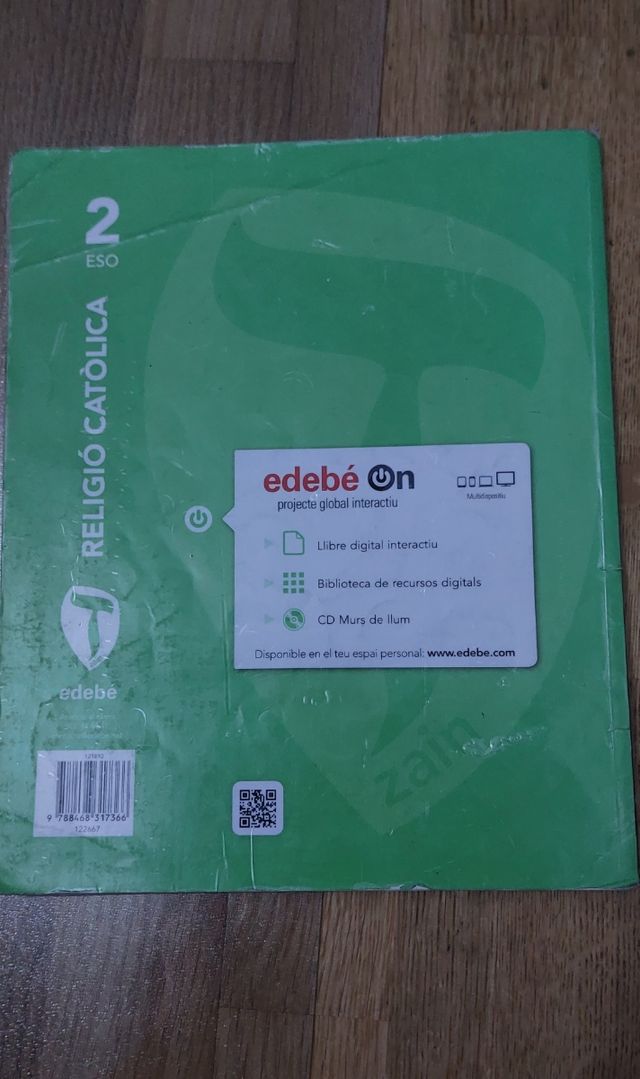 2
ESO
RELIGIÓ CATÒLICA
edebé On
projecte global interactiu
Multidispositiu
Llibre digital interactiu
Biblioteca de recursos digitals
CD Murs de llum
Disponible en el teu espai personal: www.edebe.com
edebé
zain
121892
9 788468 317366
122667